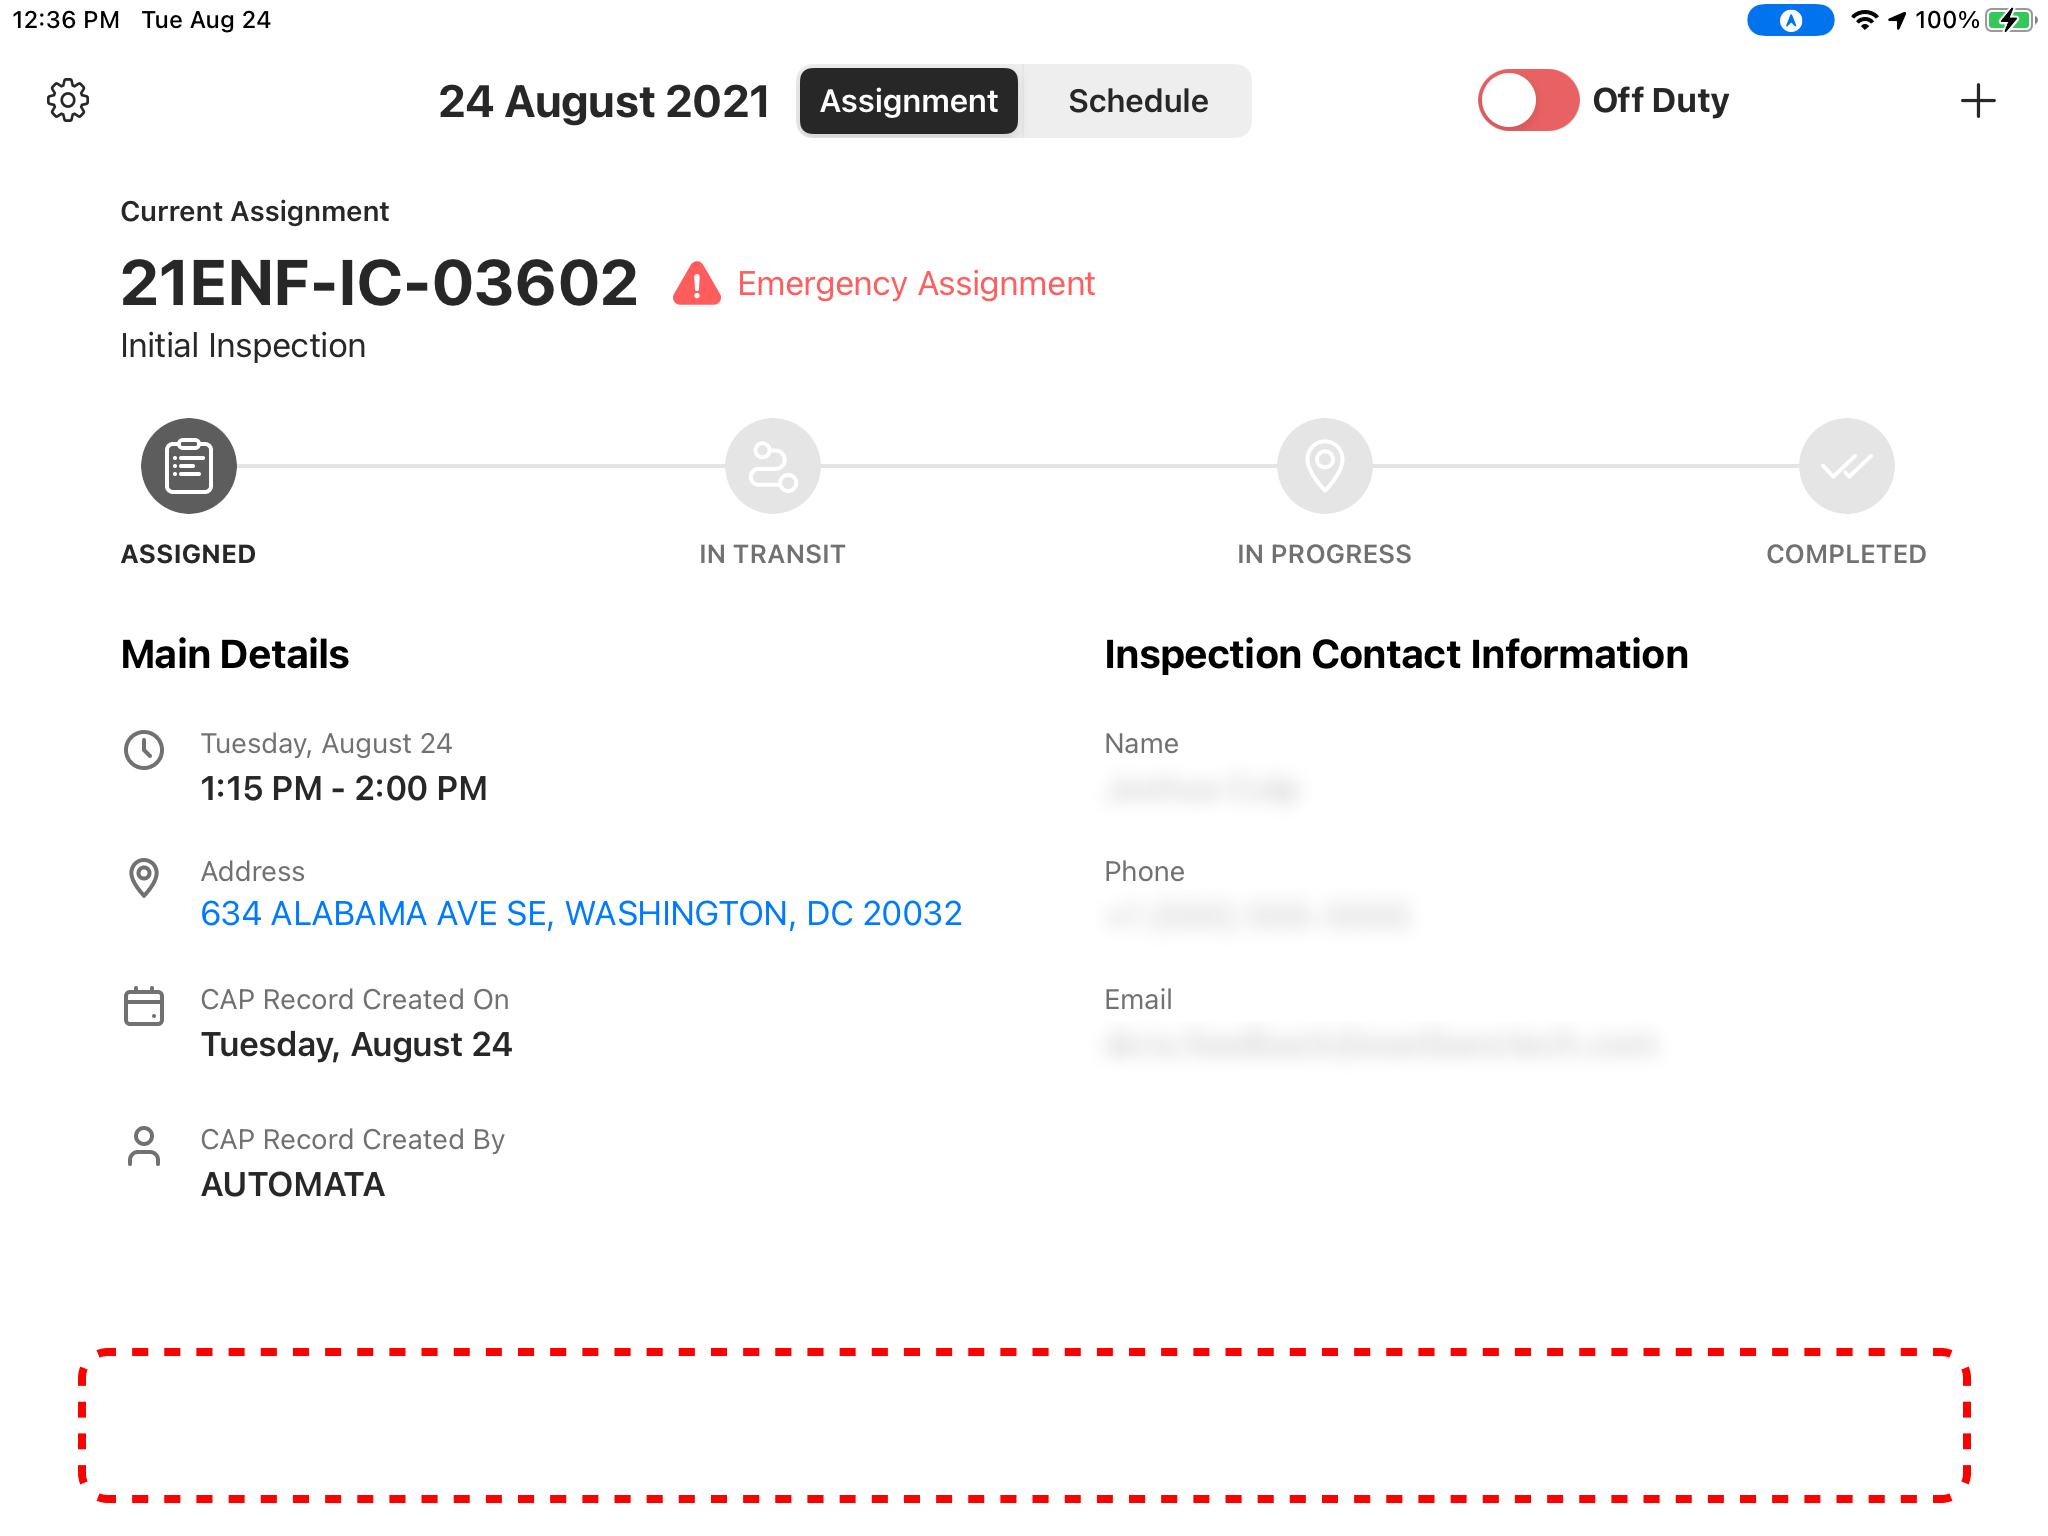 12:36 PM Tue Aug 24 100%
24 August 2021 Assignment Schedule Off Duty
Current Assignment
21ENF-IC-03602 Emergency Assignment
Initial Inspection
ASSIGNED IN TRANSIT IN PROGRESS COMPLETED
Main Details
Tuesday, August 24
1:15 PM - 2:00 PM
Address
634 ALABAMA AVE SE, WASHINGTON, DC 20032
CAP Record Created On
Tuesday, August 24
CAP Record Created By
AUTOMATA
Inspection Contact Information
Name
Phone
Email